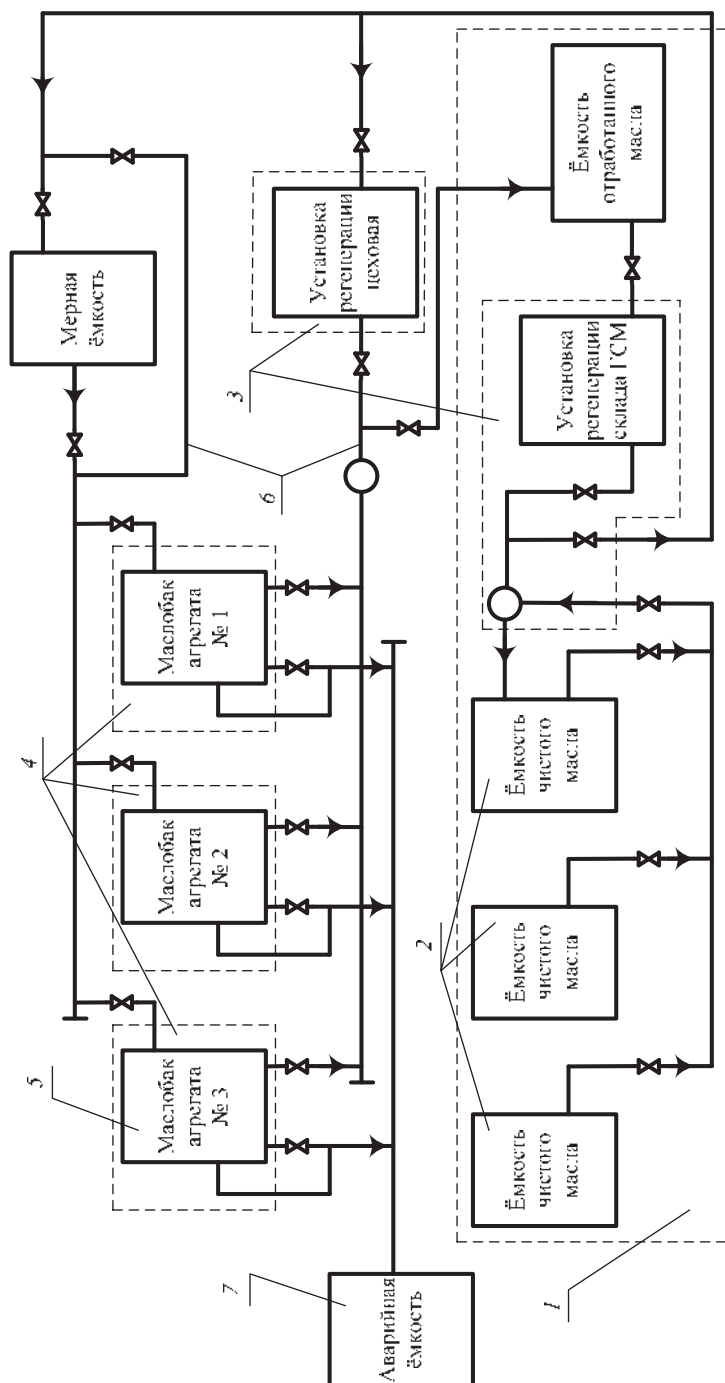 Мерная
ёмкость
Установка
регенерации
цеховая
Ёмкость
отработанного
масла
Установка
регенерации
склада ГСМ
3
6
Маслобак
агрегата
№ 1
4
Маслобак
агрегата
№ 2
Маслобак
агрегата
№ 3
5
Ёмкость
чистого
масла
2
Ёмкость
чистого
масла
Ёмкость
чистого
масла
7
Аварийная
ёмкость
1